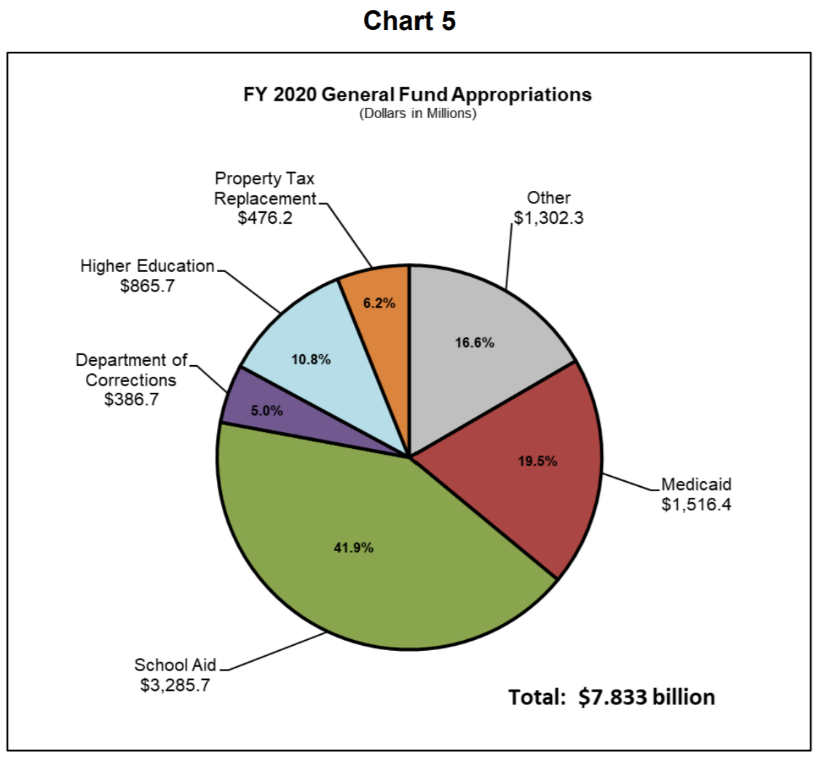 Chart 5
FY 2020 General Fund Appropriations
(Dollars in Millions)
Property Tax
Replacement
$476.2
Other
$1,302.3
Higher Education
$865.7
6.2%
16.6%
10.8%
Department of
Corrections
$386.7
5.0%
19.5%
Medicaid
$1,516.4
41.9%
School Aid
$3,285.7
Total: $7.833 billion